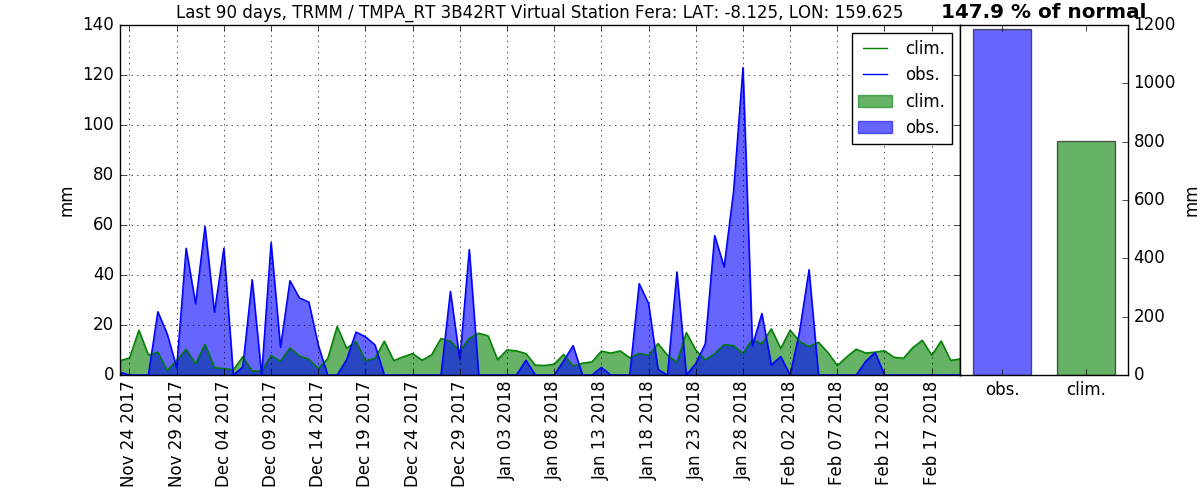 Last 90 days, TRMM / TMPA_RT 3B42RT Virtual Station Fera: LAT: -8.125, LON: 159.625
147.9 % of normal
140
120
100
80
60
40
20
0
mm
clim.
obs.
clim.
obs.
Nov 24 2017
Nov 29 2017
Dec 04 2017
Dec 09 2017
Dec 14 2017
Dec 19 2017
Dec 24 2017
Dec 29 2017
Jan 03 2018
Jan 08 2018
Jan 13 2018
Jan 18 2018
Jan 23 2018
Jan 28 2018
Feb 02 2018
Feb 07 2018
Feb 12 2018
Feb 17 2018
obs.
clim.
1200
1000
800
600
400
200
0
mm